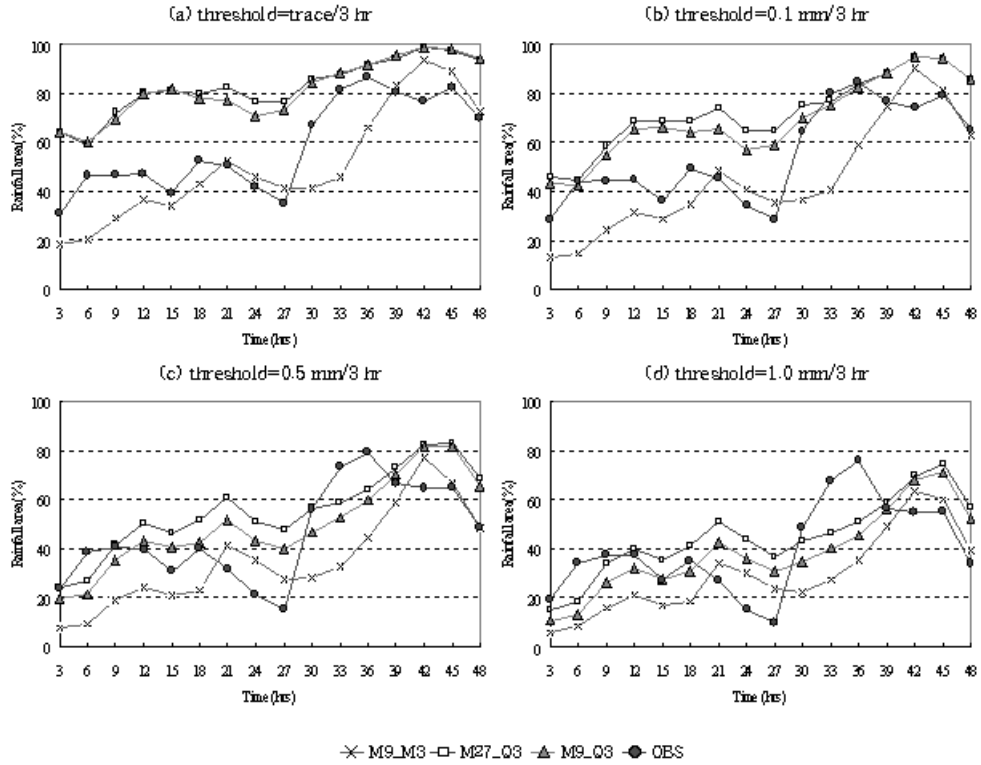 (a) threshold=trace/3 hr
Rainfall area(%)
100
80
60
40
20
0
3 6 9 12 15 18 21 24 27 30 33 36 39 42 45 48
Time (hrs)
(b) threshold=0.1 mm/3 hr
Rainfall area(%)
100
80
60
40
20
0
3 6 9 12 15 18 21 24 27 30 33 36 39 42 45 48
Time (hrs)
(c) threshold=0.5 mm/3 hr
Rainfall area(%)
100
80
60
40
20
0
3 6 9 12 15 18 21 24 27 30 33 36 39 42 45 48
Time (hrs)
(d) threshold=1.0 mm/3 hr
Rainfall area(%)
100
80
60
40
20
0
3 6 9 12 15 18 21 24 27 30 33 36 39 42 45 48
Time (hrs)
M9_M3 M27_Q3 M9_Q3 OBS